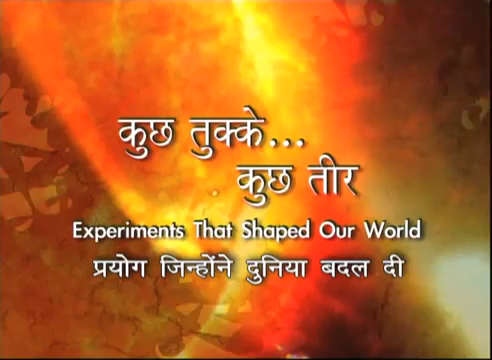 कुछ तुक्के...
कुछ तीर
Experiments That Shaped Our World
प्रयोग जिन्होंने दुनिया बदल दी